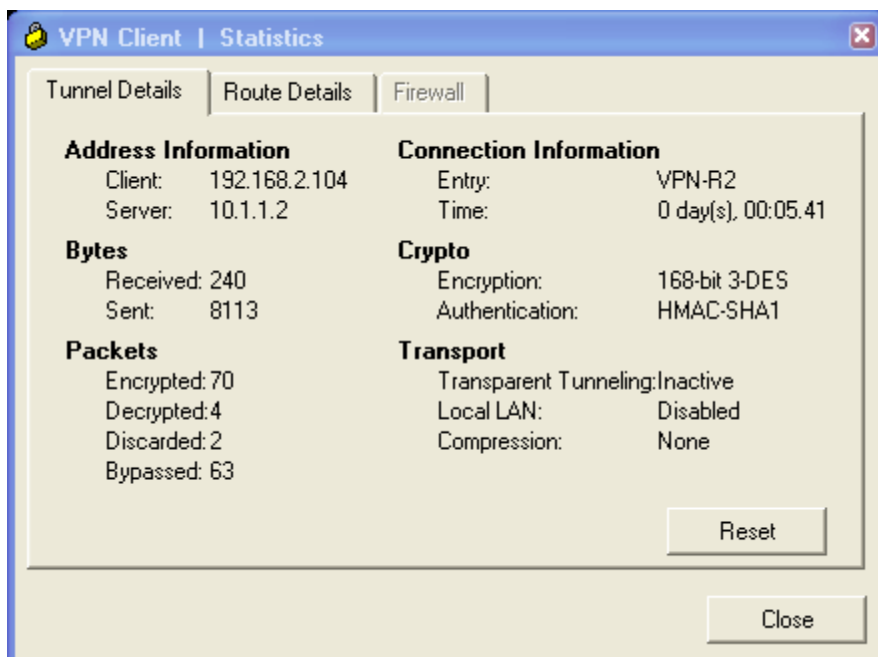 VPN Client | Statistics
Tunnel Details
Route Details
Firewall
Address Information
Client: 192.168.2.104
Server: 10.1.1.2
Connection Information
Entry: VPN-R2
Time: 0 day(s), 00:05.41
Bytes
Received: 240
Sent: 8113
Crypto
Encryption: 168-bit 3-DES
Authentication: HMAC-SHA1
Packets
Encrypted: 70
Decrypted: 4
Discarded: 2
Bypassed: 63
Transport
Transparent Tunneling: Inactive
Local LAN: Disabled
Compression: None
Reset
Close